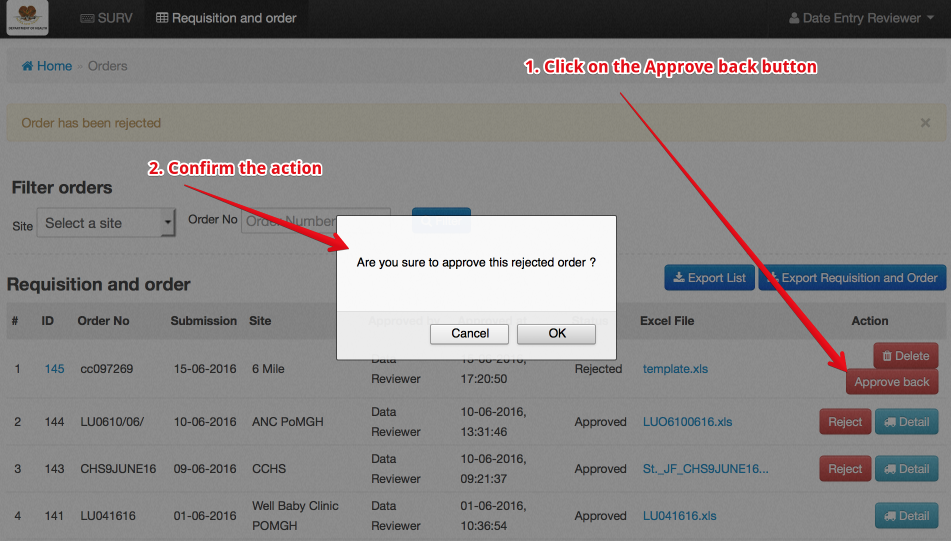 DEPARTMENT OF HEALTH
SURV
Requisition and order
Date Entry Reviewer
Home - Orders
1. Click on the Approve back button
Order has been rejected ×
2. Confirm the action
Filter orders
Site Select a site Order No Order Number
Are you sure to approve this rejected order ?
Cancel OK
Requisition and order Export List Export Requisition and Order
# ID Order No Submission Site Approved by Approved at Status Excel File Action
1 145 cc097269 15-06-2016 6 Mile Data Reviewer 17:20:50 Rejected template.xls Delete
Approve back
2 144 LU0610/06/ 10-06-2016 ANC PoMGH Data Reviewer 10-06-2016, 13:31:46 Approved LUO6100616.xls Reject Detail
3 143 CHS9JUNE16 09-06-2016 CCHS Data Reviewer 10-06-2016, 09:21:37 Approved St._JF_CHS9JUNE16... Reject Detail
4 141 LU041616 01-06-2016 Well Baby Clinic POMGH Data Reviewer 01-06-2016, 10:36:54 Approved LU041616.xls Detail